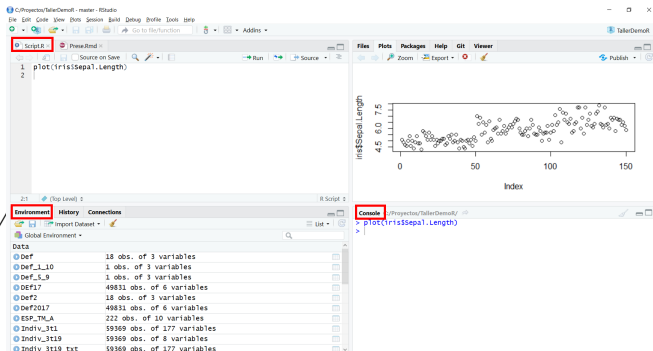 C:/Proyectos/TallerDemoR - master - RStudio
File Edit Code View Plots Session Build Debug Profile Tools Help
Go to file/function Addins TallerDemoR
Script.R Prese.Rmd
Source on Save Run Source
1 plot(iris$Sepal.Length)
2
2:1 (Top Level) R Script
Files Plots Packages Help Git Viewer
Zoom Export Publish
iris$Sepal.Length
7.5
6.0
4.5
0 50 100 150
Index
Environment History Connections
Import Dataset List
Global Environment
Data
Def 18 obs. of 3 variables
Def_1_10 1 obs. of 3 variables
Def_5_9 1 obs. of 3 variables
DEf17 49831 obs. of 6 variables
Def2 18 obs. of 3 variables
Def2017 49831 obs. of 6 variables
ESP_TM_A 222 obs. of 10 variables
Indiv_3t1 59369 obs. of 177 variables
Indiv_3t19 59369 obs. of 8 variables
Indiv_3t19_txt 59369 obs. of 177 variables
Console C:/Proyectos/TallerDemoR/
> plot(iris$Sepal.Length)
>